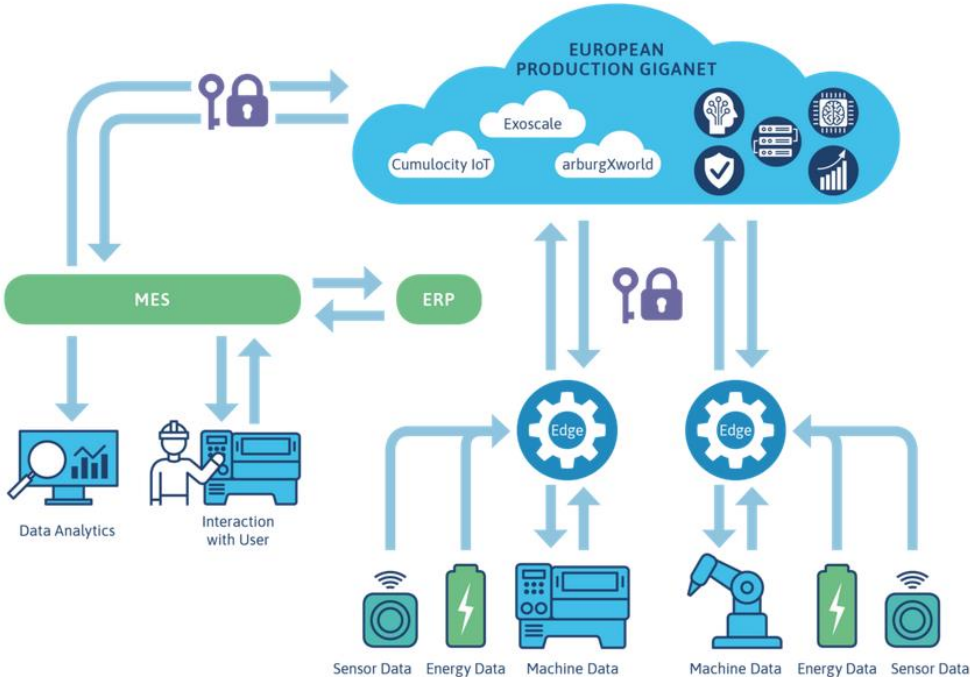 EUROPEAN
PRODUCTION GIGANET
Exoscale
Cumulocity IoT
arburgXworld
MES
ERP
Edge
Edge
Data Analytics
Interaction
with User
Sensor Data
Energy Data
Machine Data
Machine Data
Energy Data
Sensor Data